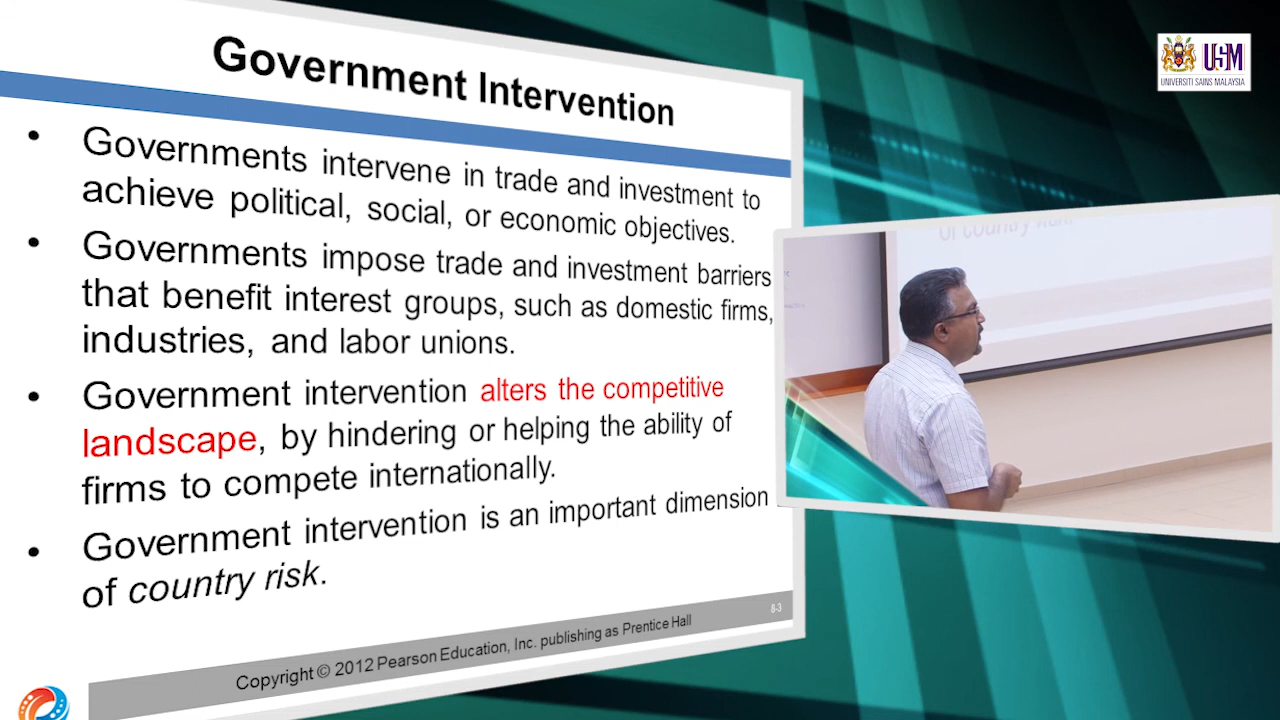 Government Intervention
• Governments intervene in trade and investment to
achieve political, social, or economic objectives.
• Governments impose trade and investment barriers
that benefit interest groups, such as domestic firms,
industries, and labor unions.
• Government intervention alters the competitive
landscape, by hindering or helping the ability of
firms to compete internationally.
• Government intervention is an important dimension
of country risk.
8-3
Copyright © 2012 Pearson Education, Inc. publishing as Prentice Hall
USM
UNIVERSITI SAINS MALAYSIA
of country risk.